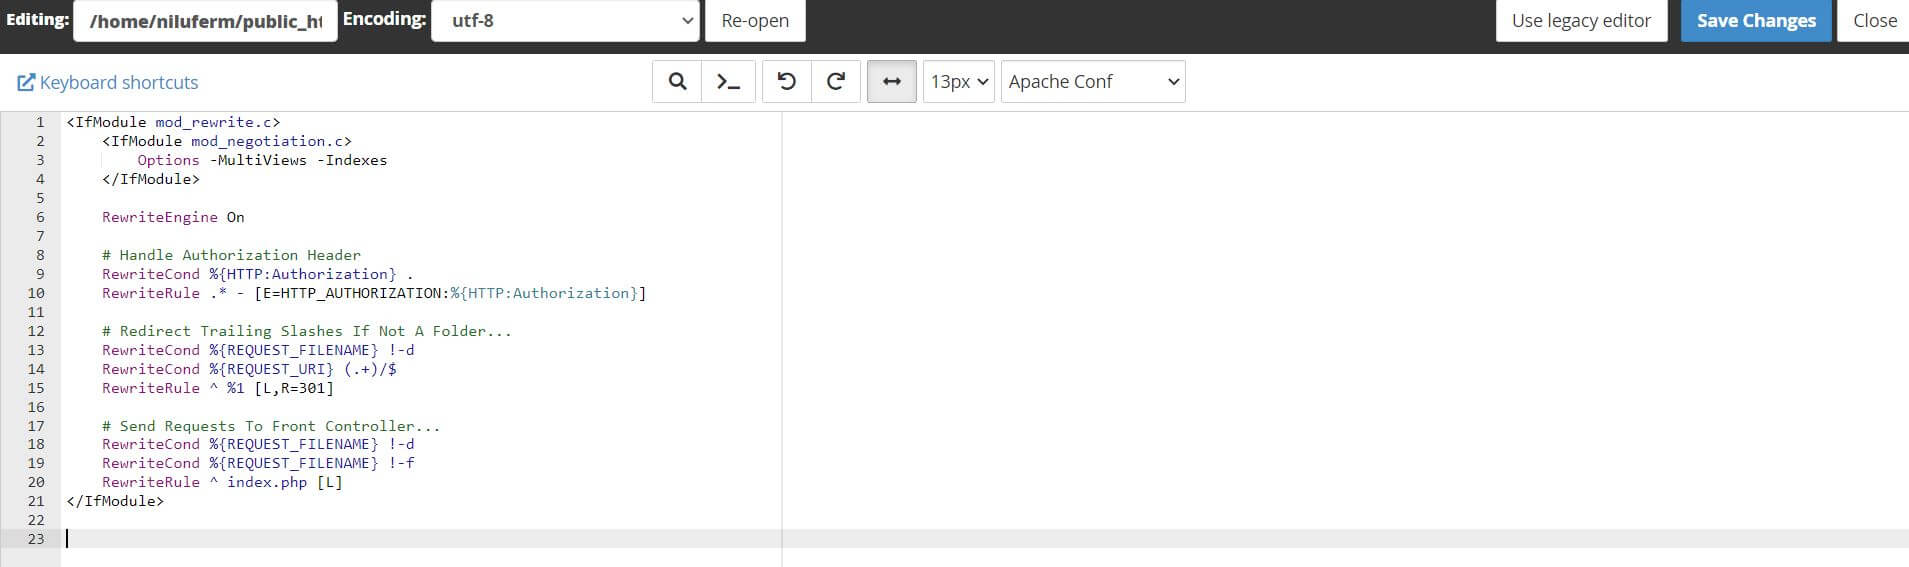 Editing: /home/niluferm/public_ht Encoding: utf-8 Re-open Use legacy editor Save Changes Close
Keyboard shortcuts 13px Apache Conf
1 <IfModule mod_rewrite.c>
2 <IfModule mod_negotiation.c>
3 Options -MultiViews -Indexes
4 </IfModule>
5
6 RewriteEngine On
7
8 # Handle Authorization Header
9 RewriteCond %{HTTP:Authorization} .
10 RewriteRule .* - [E=HTTP_AUTHORIZATION:%{HTTP:Authorization}]
11
12 # Redirect Trailing Slashes If Not A Folder...
13 RewriteCond %{REQUEST_FILENAME} !-d
14 RewriteCond %{REQUEST_URI} (.+)/$
15 RewriteRule ^ %1 [L,R=301]
16
17 # Send Requests To Front Controller...
18 RewriteCond %{REQUEST_FILENAME} !-d
19 RewriteCond %{REQUEST_FILENAME} !-f
20 RewriteRule ^ index.php [L]
21 </IfModule>
22
23